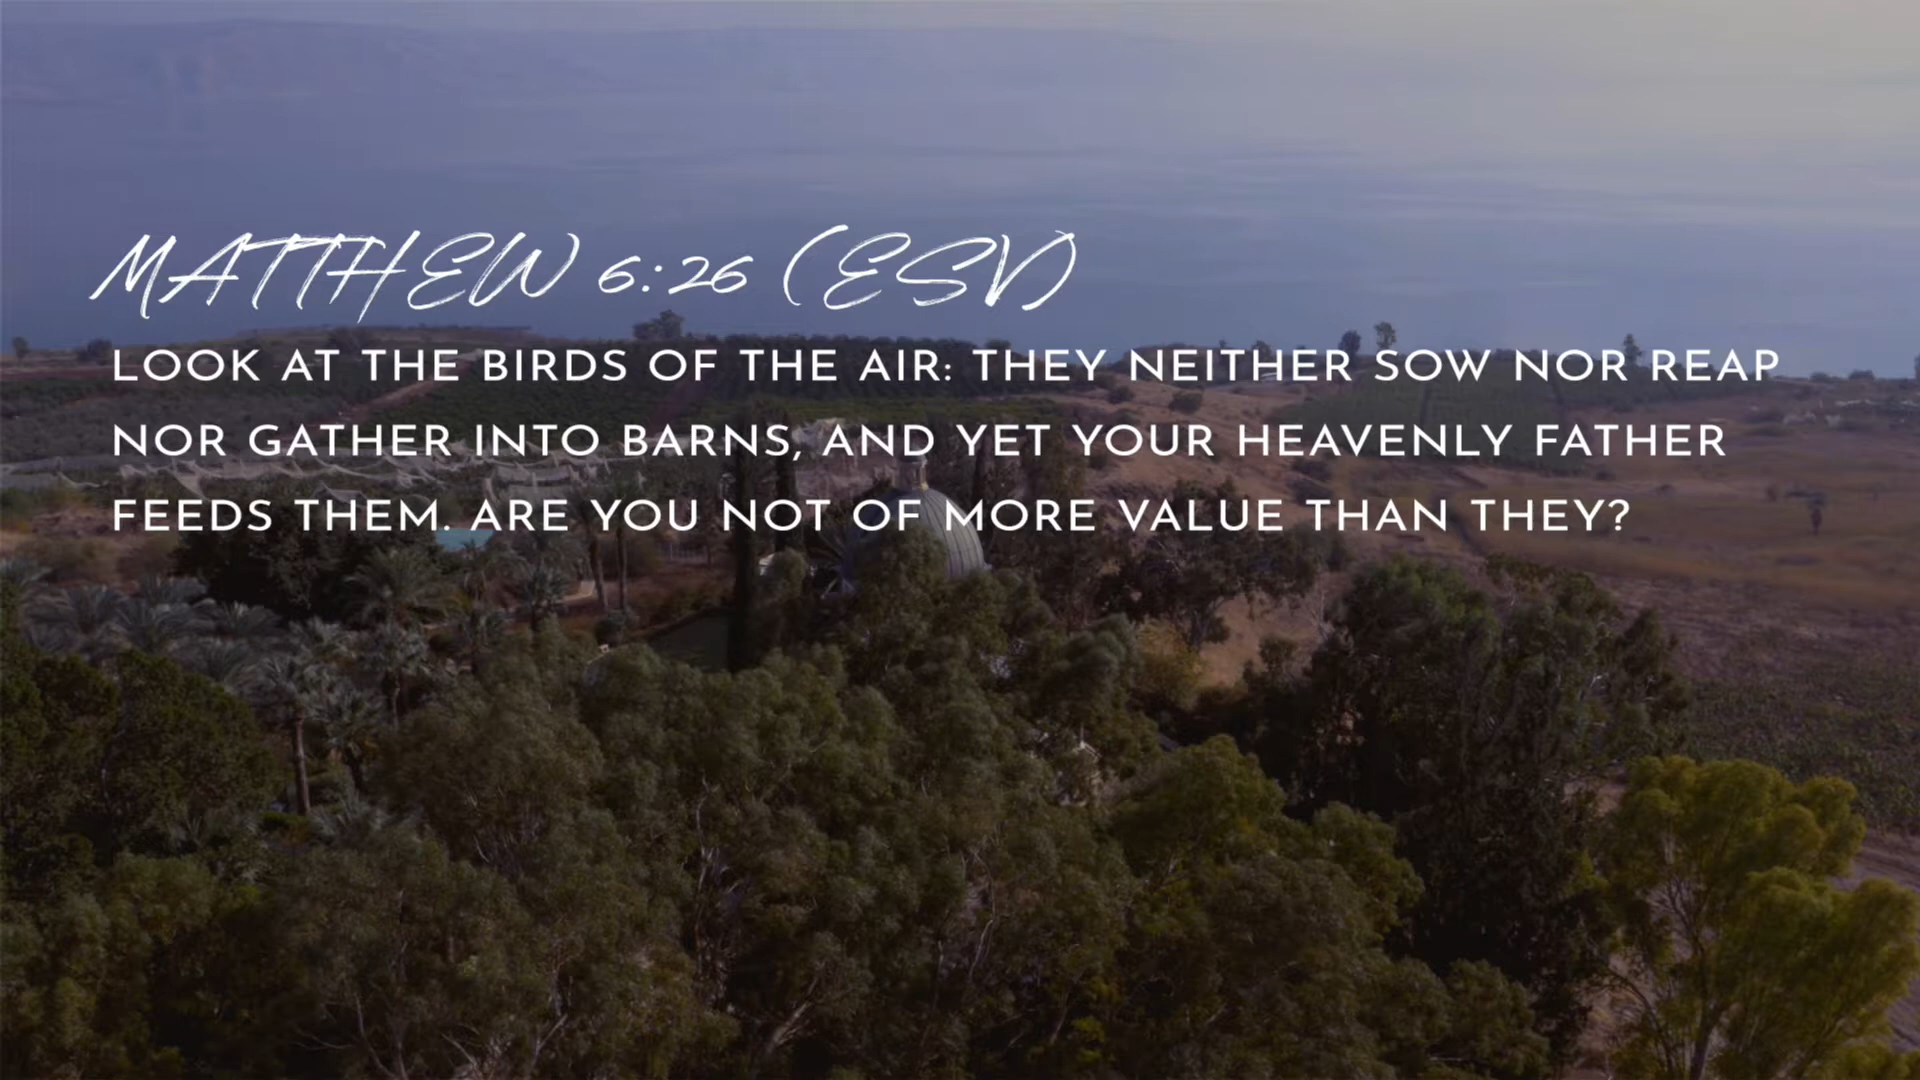 MATTHEW 6:26 (ESV)
LOOK AT THE BIRDS OF THE AIR: THEY NEITHER SOW NOR REAP
NOR GATHER INTO BARNS, AND YET YOUR HEAVENLY FATHER
FEEDS THEM. ARE YOU NOT OF MORE VALUE THAN THEY?